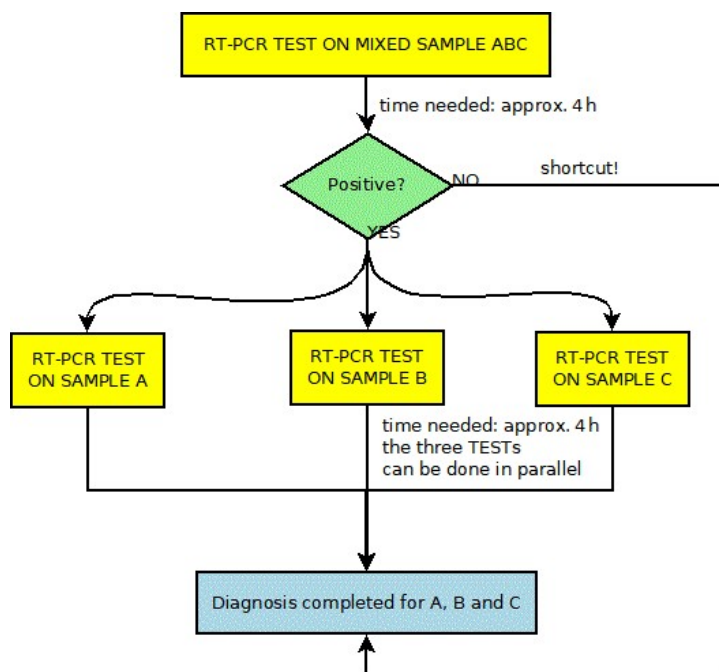 RT-PCR TEST ON MIXED SAMPLE ABC
time needed: approx. 4 h
Positive?
NO
shortcut!
YES
RT-PCR TEST
ON SAMPLE A
RT-PCR TEST
ON SAMPLE B
RT-PCR TEST
ON SAMPLE C
time needed: approx. 4 h
the three TESTs
can be done in parallel
Diagnosis completed for A, B and C